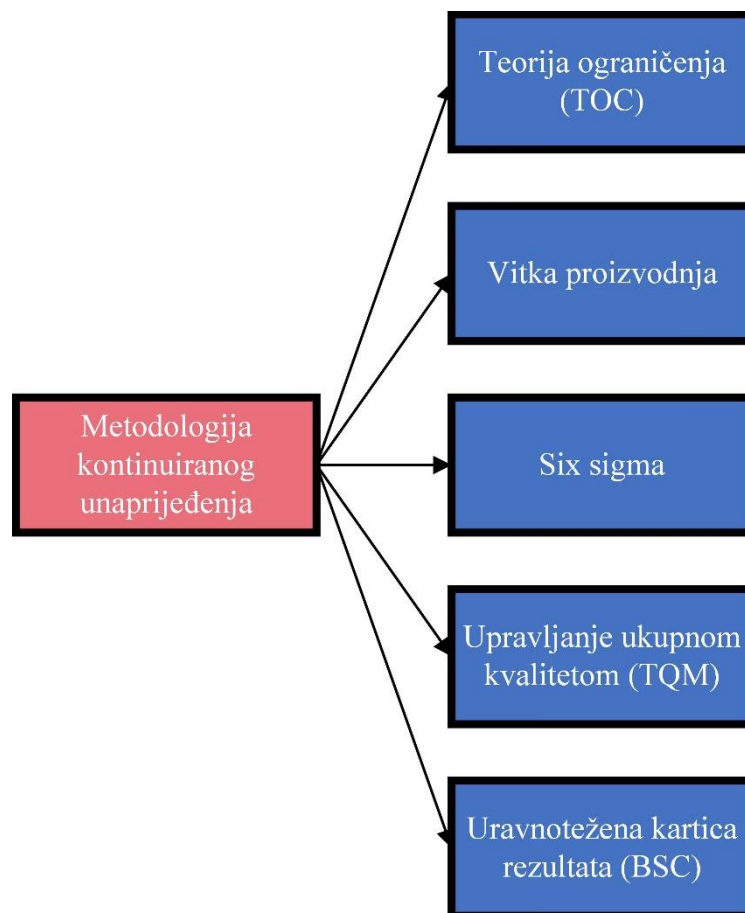 Teorija ograničenja
(TOC)
Vitka proizvodnja
Metodologija
kontinuiranog
unaprijeđenja
Six sigma
Upravljanje ukupnom
kvalitetom (TQM)
Uravnotežena kartica
rezultata (BSC)